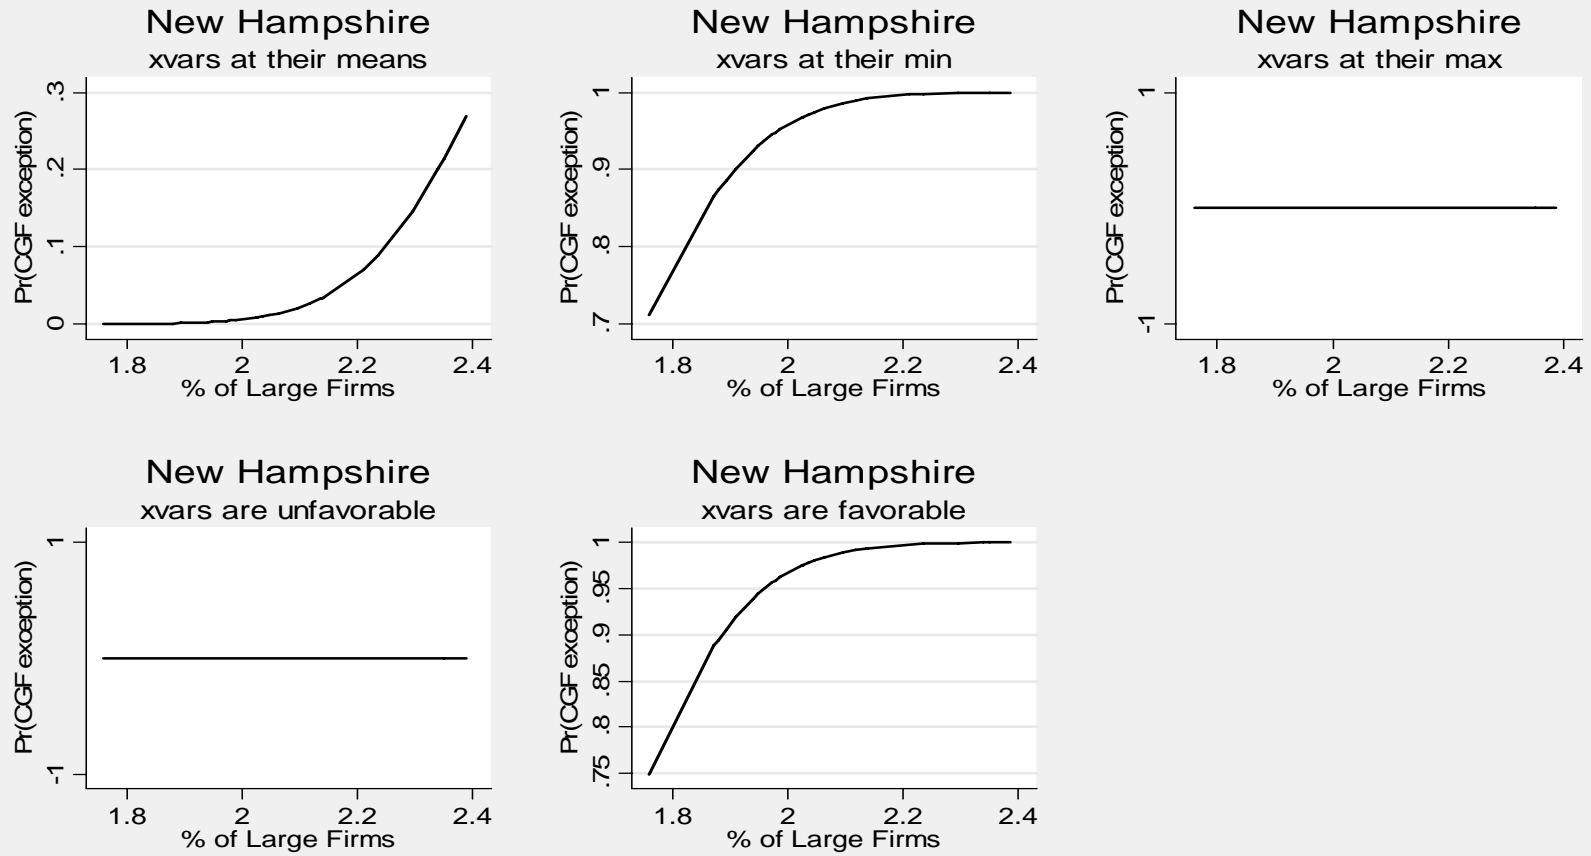 New Hampshire
xvars at their means
Pr(CGF exception)
.3
.2
.1
0
1.8 2 2.2 2.4
% of Large Firms
New Hampshire
xvars at their min
Pr(CGF exception)
1
.9
.8
.7
1.8 2 2.2 2.4
% of Large Firms
New Hampshire
xvars at their max
Pr(CGF exception)
1
-1
1.8 2 2.2 2.4
% of Large Firms
New Hampshire
xvars are unfavorable
Pr(CGF exception)
1
-1
1.8 2 2.2 2.4
% of Large Firms
New Hampshire
xvars are favorable
Pr(CGF exception)
1
.95
.9
.85
.8
.75
1.8 2 2.2 2.4
% of Large Firms